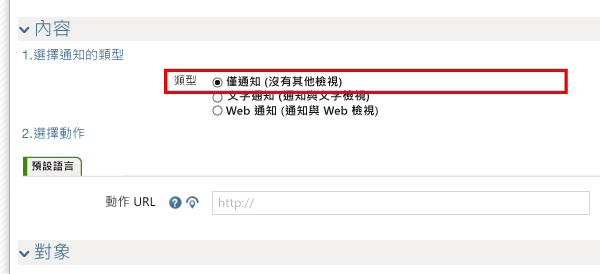 內容
1.選擇通知的類型
類型 僅通知 (沒有其他檢視)
文字通知 (通知與文字檢視)
Web 通知 (通知與 Web 檢視)
2.選擇動作
預設語言
動作 URL ? http://
對象